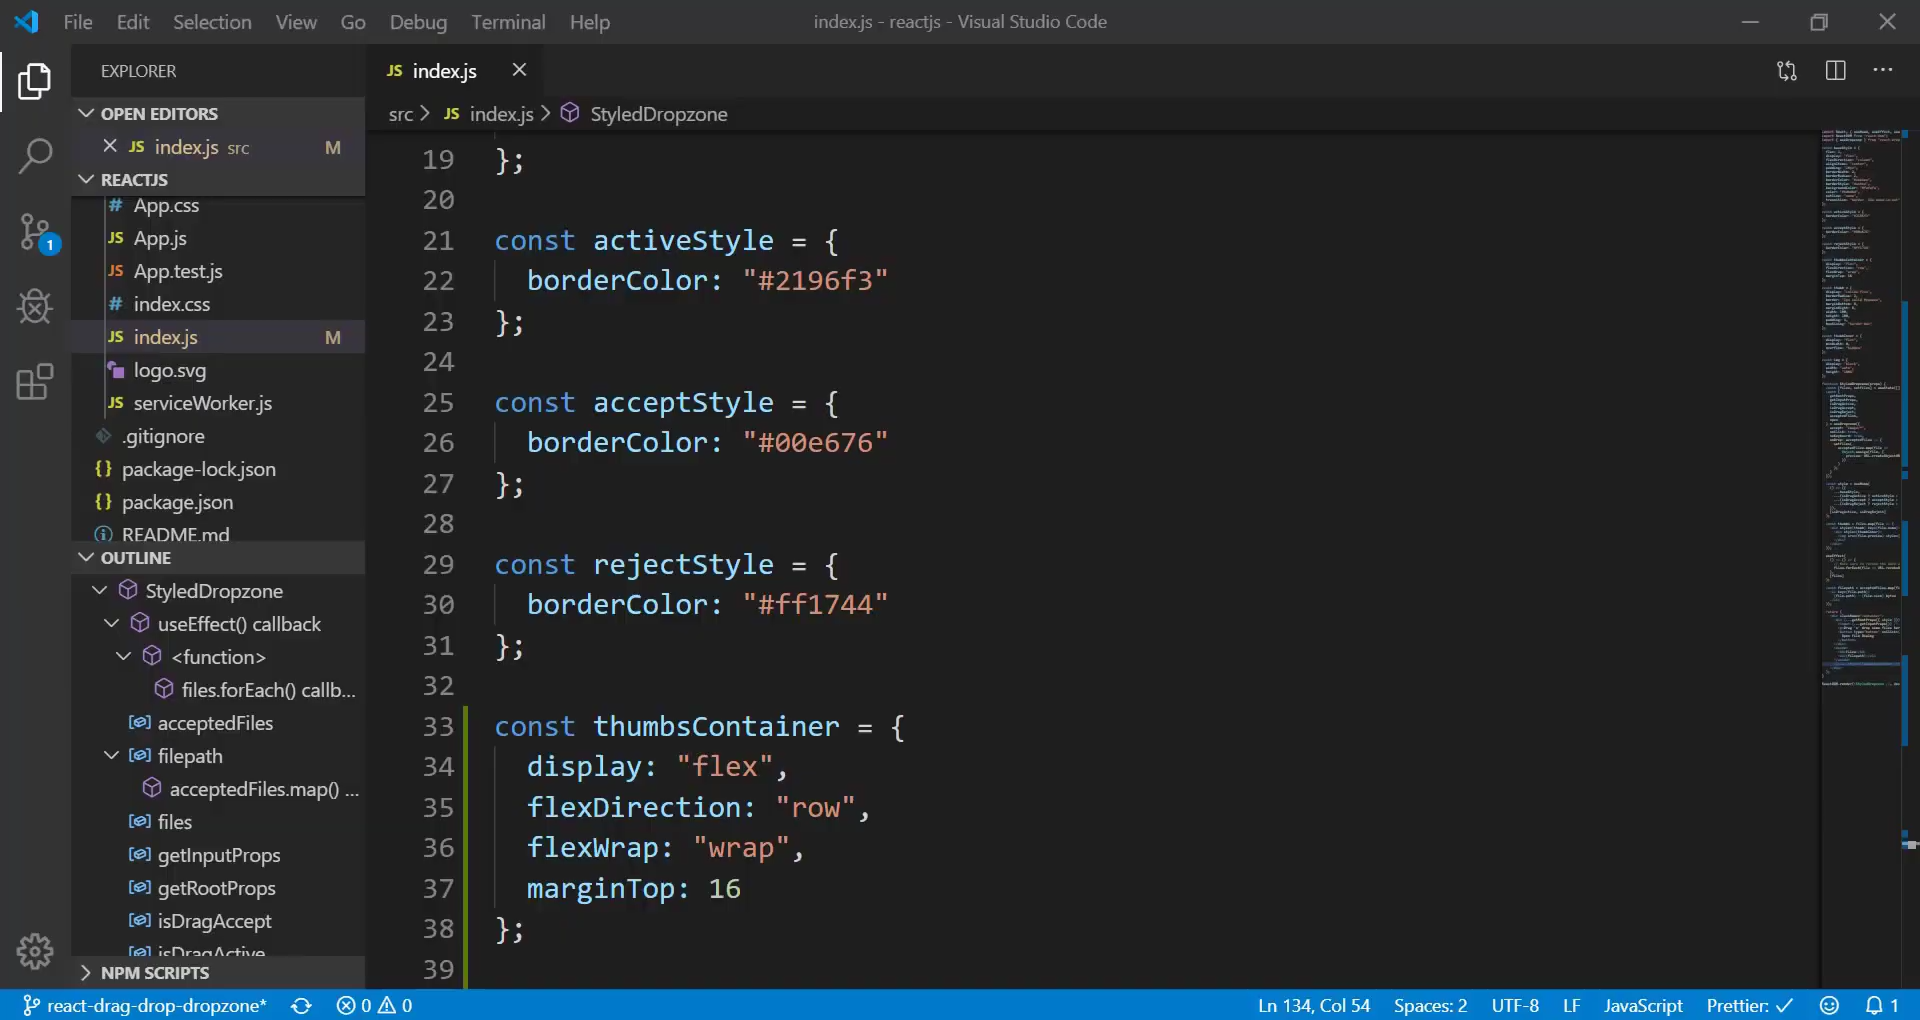 File Edit Selection View Go Debug Terminal Help
index.js - reactjs - Visual Studio Code
EXPLORER
OPEN EDITORS
JS index.js src M
REACTJS
# App.css
JS App.js
JS App.test.js
# index.css
JS index.js M
logo.svg
JS serviceWorker.js
.gitignore
{} package-lock.json
{} package.json
README.md
OUTLINE
StyledDropzone
useEffect() callback
<function>
files.forEach() callb...
acceptedFiles
filepath
acceptedFiles.map() ...
files
getInputProps
getRootProps
isDragAccept
isDragActive
NPM SCRIPTS
1
JS index.js
src > JS index.js > StyledDropzone
19 };
20
21 const activeStyle = {
22 borderColor: "#2196f3"
23 };
24
25 const acceptStyle = {
26 borderColor: "#00e676"
27 };
28
29 const rejectStyle = {
30 borderColor: "#ff1744"
31 };
32
33 const thumbsContainer = {
34 display: "flex",
35 flexDirection: "row",
36 flexWrap: "wrap",
37 marginTop: 16
38 };
39
react-drag-drop-dropzone* 0 0 Ln 134, Col 54 Spaces: 2 UTF-8 LF JavaScript Prettier: ✓ 1